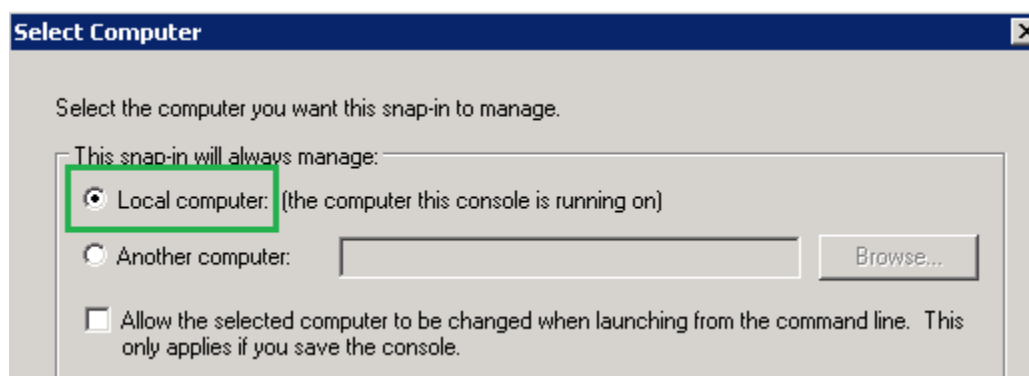 Select Computer
Select the computer you want this snap-in to manage.
This snap-in will always manage:
Local computer: (the computer this console is running on)
Another computer:
Browse...
Allow the selected computer to be changed when launching from the command line. This
only applies if you save the console.